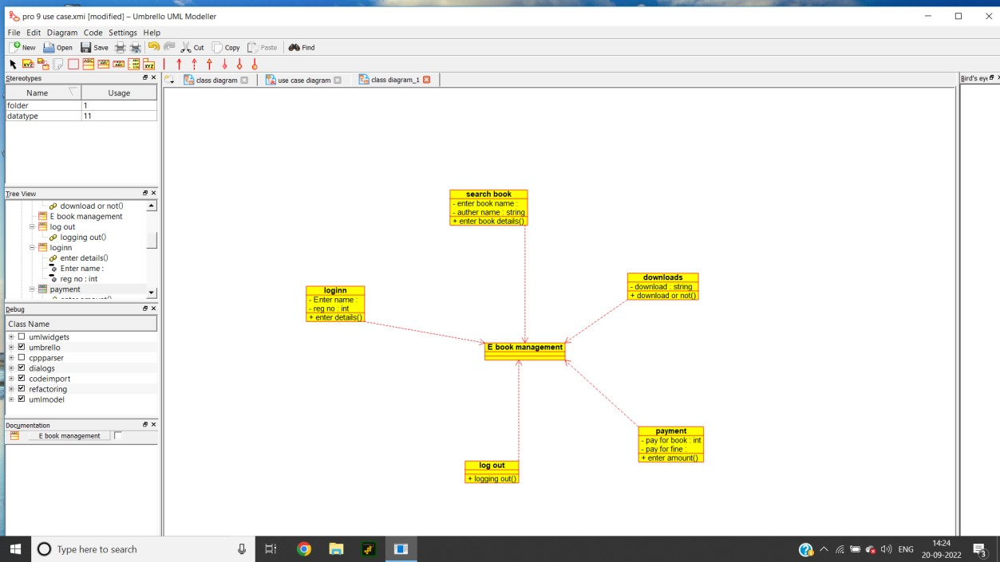 pro 9 use case.xmi [modified] – Umbrello UML Modeller
File Edit Diagram Code Settings Help
New Open Save Cut Copy Paste Find
Stereotypes
Name Usage
folder 1
datatype 11
class diagram use case diagram class diagram_1
Bird's eye
Tree View
download or not()
E book management
log out
logging out()
loginn
enter details()
Enter name :
reg no : int
payment
enter amount()
Debug
Class Name
umlwidgets
umbrello
cppparser
dialogs
codeimport
refactoring
umlmodel
Documentation
E book management
search book
- enter book name :
- auther name : string
+ enter book details()
loginn
- Enter name :
- reg no : int
+ enter details()
downloads
- download : string
+ download or not()
E book management
payment
- pay for book : int
- pay for fine :
+ enter amount()
log out
+ logging out()
Type here to search
ENG
14:24
20-09-2022
3